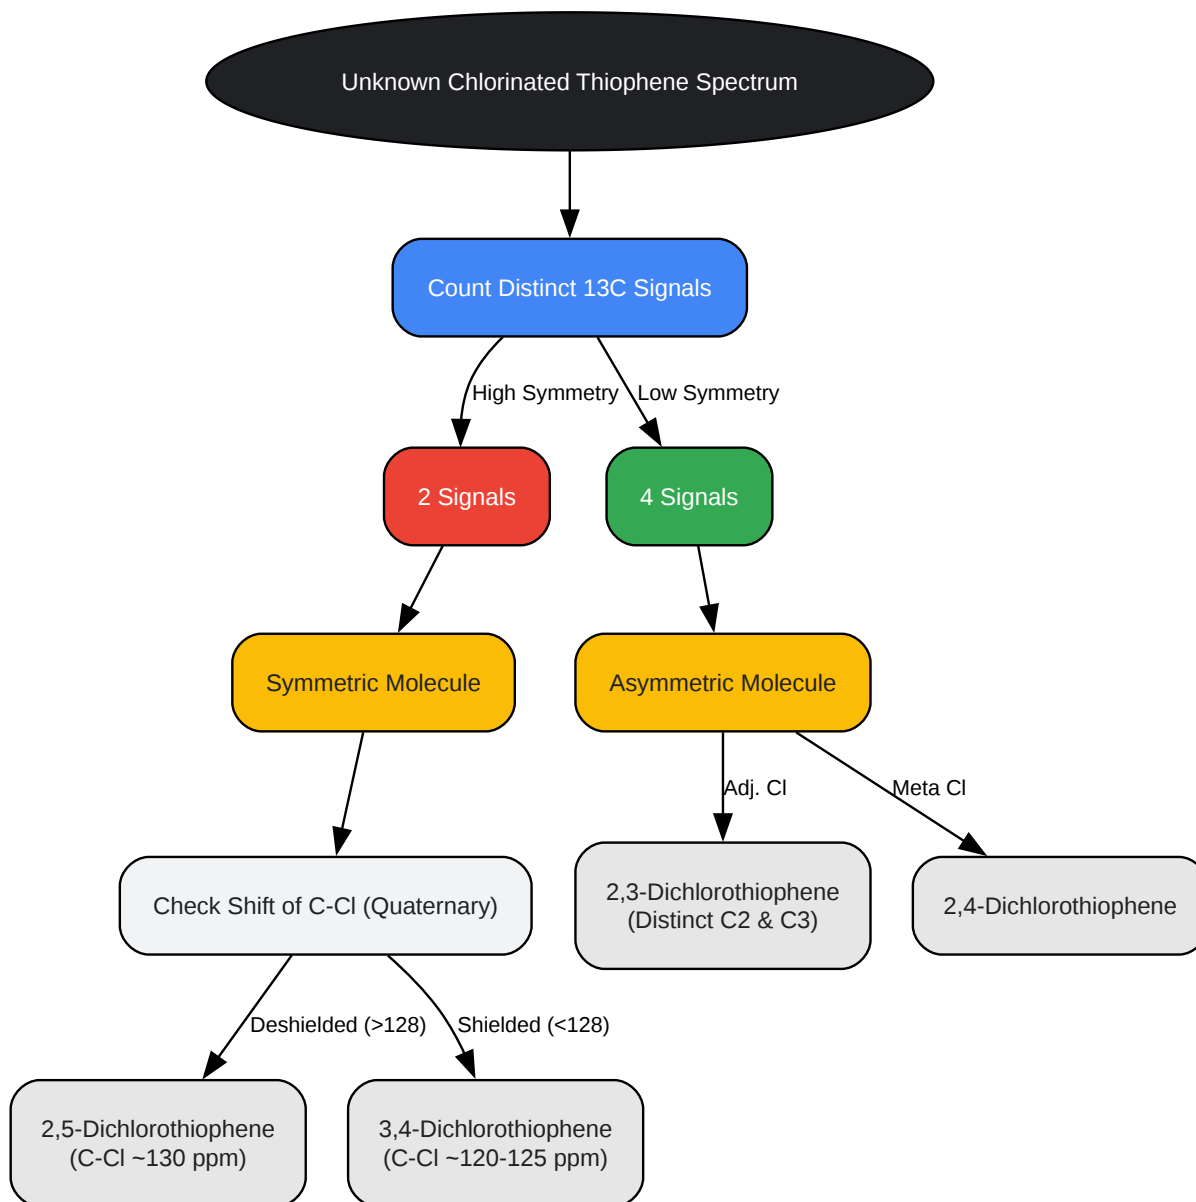 Unknown Chlorinated Thiophene Spectrum
Count Distinct 13C Signals
High Symmetry
Low Symmetry
2 Signals
4 Signals
Symmetric Molecule
Asymmetric Molecule
Adj. Cl
Meta Cl
Check Shift of C-Cl (Quaternary)
2,3-Dichlorothiophene
(Distinct C2 & C3)
2,4-Dichlorothiophene
Deshielded (>128)
Shielded (<128)
2,5-Dichlorothiophene
(C-Cl ~130 ppm)
3,4-Dichlorothiophene
(C-Cl ~120-125 ppm)